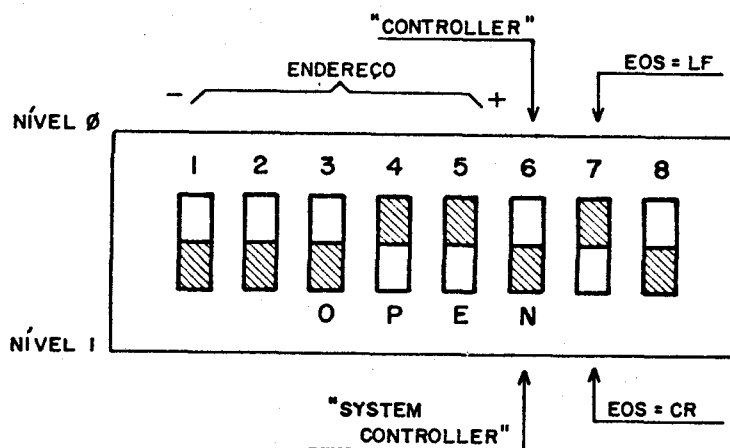 "CONTROLLER"
ENDEREÇO
EOS = LF
- +
NÍVEL Ø
1 2 3 4 5 6 7 8
O P E N
NÍVEL 1
"SYSTEM
CONTROLLER"
EOS = CR